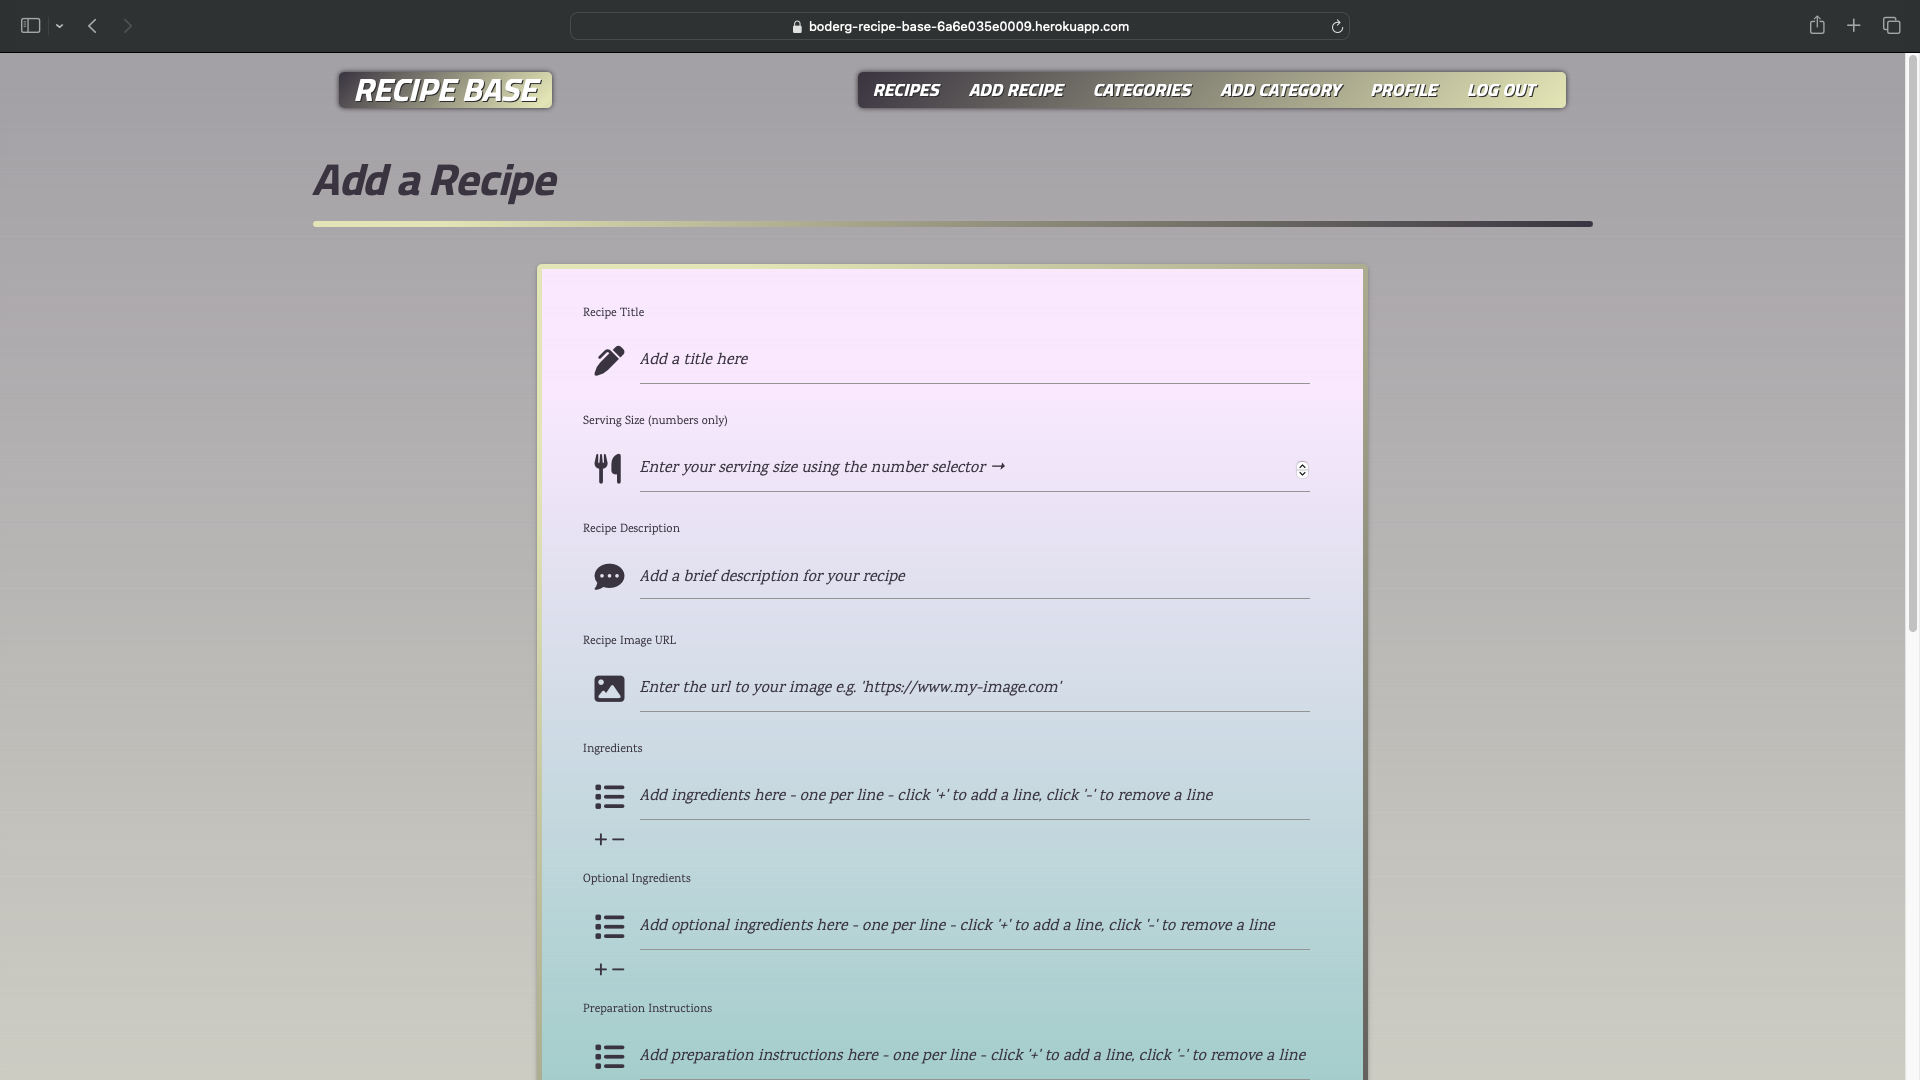 boderg-recipe-base-6a6e035e0009.herokuapp.com
RECIPE BASE
RECIPES ADD RECIPE CATEGORIES ADD CATEGORY PROFILE LOG OUT
Add a Recipe
Recipe Title
Add a title here
Serving Size (numbers only)
Enter your serving size using the number selector →
Recipe Description
Add a brief description for your recipe
Recipe Image URL
Enter the url to your image e.g. 'https://www.my-image.com'
Ingredients
Add ingredients here - one per line - click '+' to add a line, click '-' to remove a line
+ −
Optional Ingredients
Add optional ingredients here - one per line - click '+' to add a line, click '-' to remove a line
+ −
Preparation Instructions
Add preparation instructions here - one per line - click '+' to add a line, click '-' to remove a line